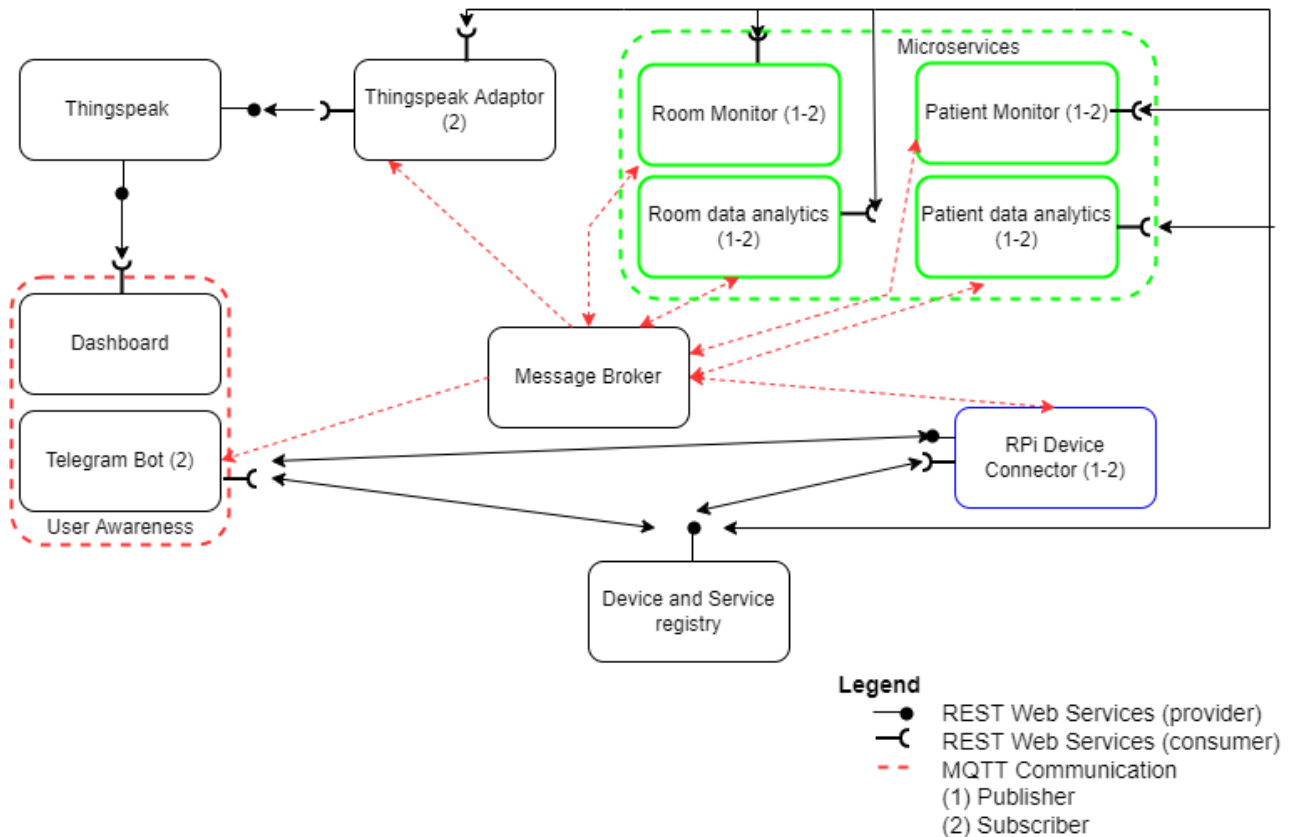 Microservices
Thingspeak
Thingspeak Adaptor
(2)
Room Monitor (1-2)
Patient Monitor (1-2)
Room data analytics
(1-2)
Patient data analytics
(1-2)
Dashboard
Message Broker
Telegram Bot (2)
User Awareness
RPi Device
Connector (1-2)
Device and Service
registry
Legend
REST Web Services (provider)
REST Web Services (consumer)
MQTT Communication
(1) Publisher
(2) Subscriber